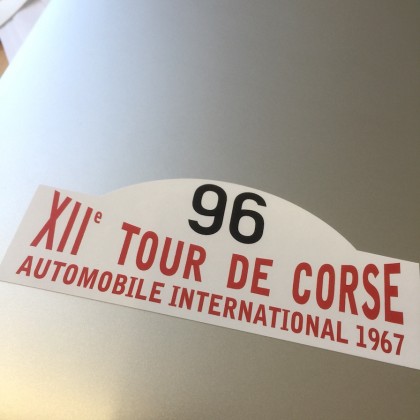 96
XIIe TOUR DE CORSE
AUTOMOBILE INTERNATIONAL 1967